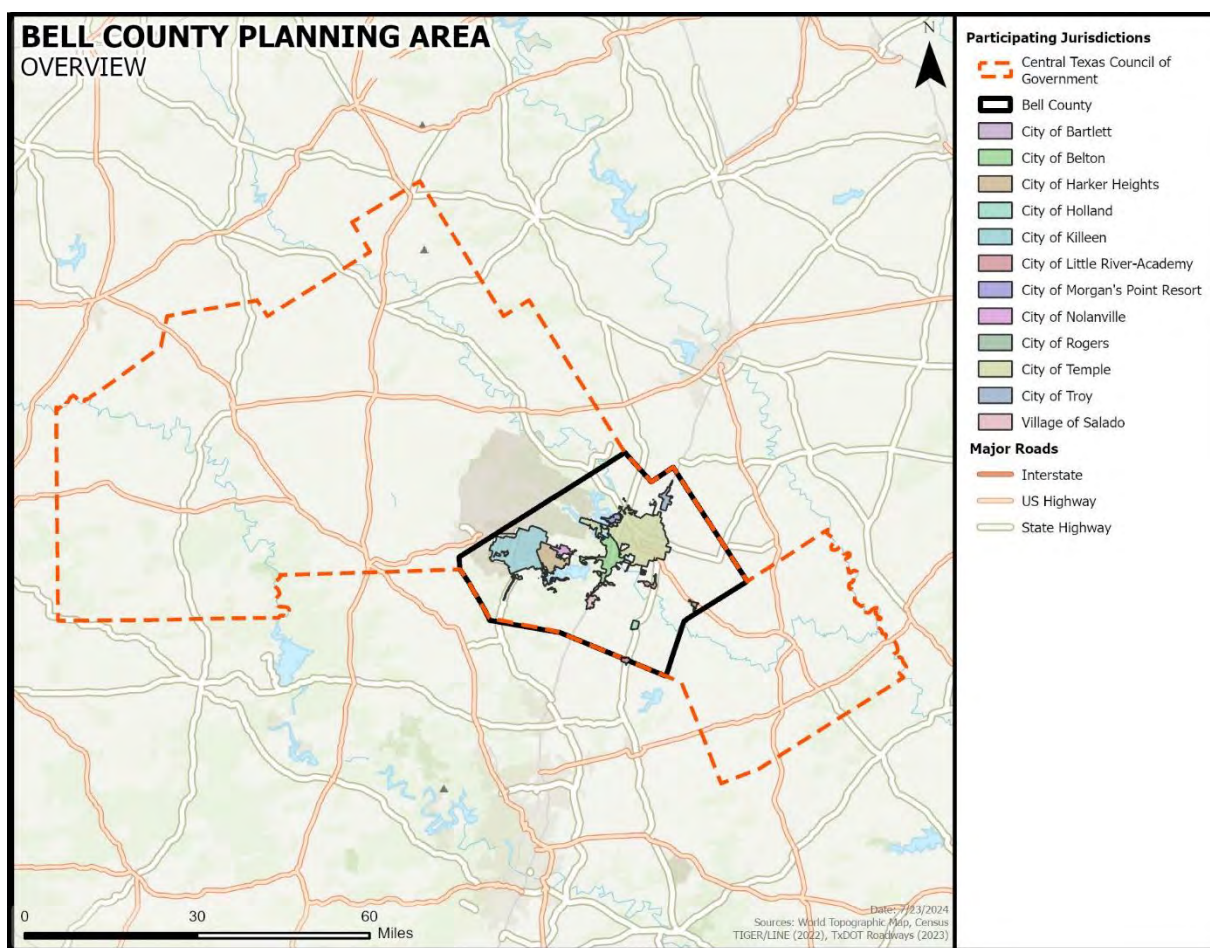 BELL COUNTY PLANNING AREA
OVERVIEW
N
Participating Jurisdictions
Central Texas Council of
Government
Bell County
City of Bartlett
City of Belton
City of Harker Heights
City of Holland
City of Killeen
City of Little River-Academy
City of Morgan's Point Resort
City of Nolanville
City of Rogers
City of Temple
City of Troy
Village of Salado
Major Roads
Interstate
US Highway
State Highway
0 30 60
Miles
Date: 7/23/2024
Sources: World Topographic Map, Census
TIGER/LINE (2022), TxDOT Roadways (2023)